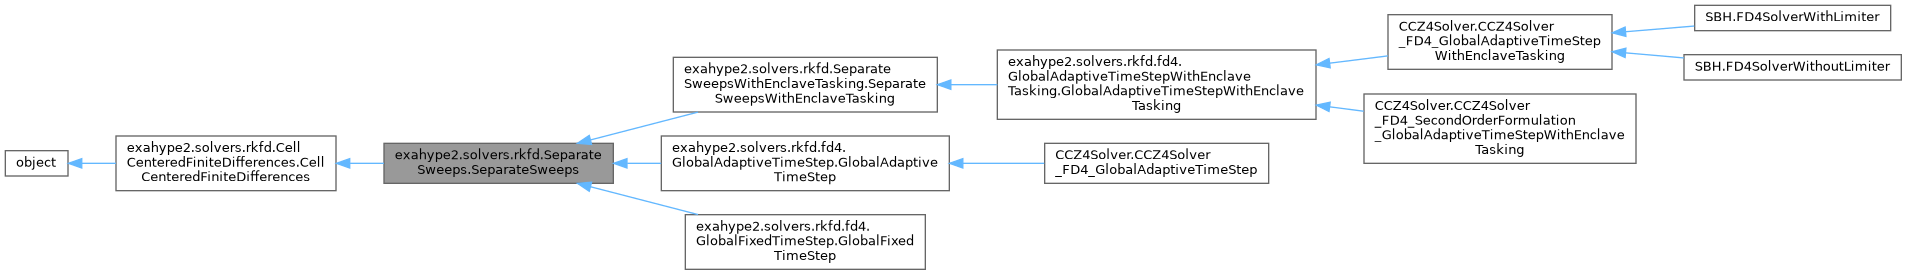 object
exahype2.solvers.rkfd.Cell
CenteredFiniteDifferences.Cell
CenteredFiniteDifferences
exahype2.solvers.rkfd.Separate
Sweeps.SeparateSweeps
exahype2.solvers.rkfd.Separate
SweepsWithEnclaveTasking.Separate
SweepsWithEnclaveTasking
exahype2.solvers.rkfd.fd4.
GlobalAdaptiveTimeStep.GlobalAdaptive
TimeStep
exahype2.solvers.rkfd.fd4.
GlobalFixedTimeStep.GlobalFixed
TimeStep
exahype2.solvers.rkfd.fd4.
GlobalAdaptiveTimeStepWithEnclave
Tasking.GlobalAdaptiveTimeStepWithEnclave
Tasking
CCZ4Solver.CCZ4Solver
_FD4_GlobalAdaptiveTimeStep
CCZ4Solver.CCZ4Solver
_FD4_GlobalAdaptiveTimeStep
WithEnclaveTasking
CCZ4Solver.CCZ4Solver
_FD4_SecondOrderFormulation
_GlobalAdaptiveTimeStepWithEnclave
Tasking
SBH.FD4SolverWithLimiter
SBH.FD4SolverWithoutLimiter